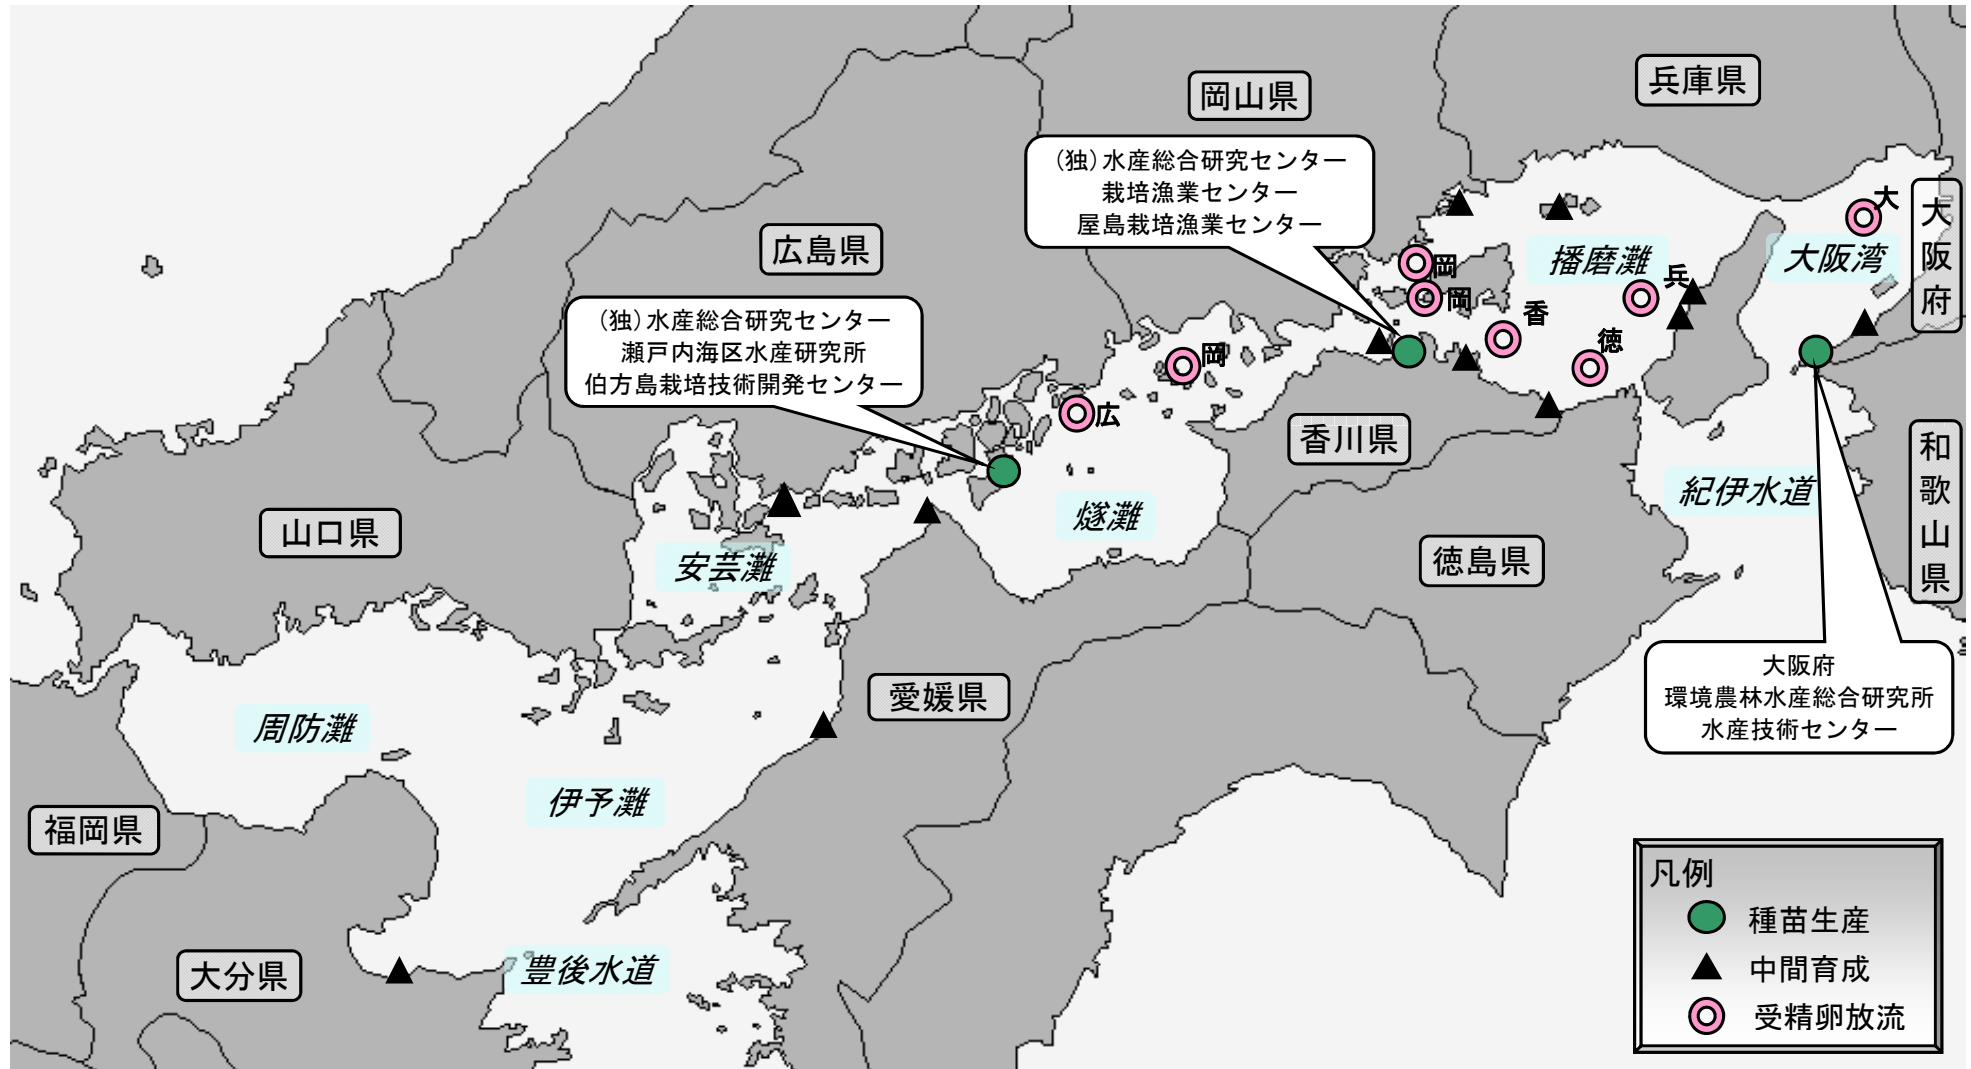 兵庫県
岡山県
(独)水産総合研究センター
栽培漁業センター
屋島栽培漁業センター
大
大阪府
広島県
播磨灘
大阪湾
岡
兵
岡
香
徳
(独)水産総合研究センター
瀬戸内海区水産研究所
伯方島栽培技術開発センター
岡
広
香川県
和歌山県
紀伊水道
燧灘
山口県
安芸灘
徳島県
大阪府
環境農林水産総合研究所
水産技術センター
愛媛県
周防灘
伊予灘
福岡県
大分県
豊後水道
凡例
種苗生産
中間育成
受精卵放流